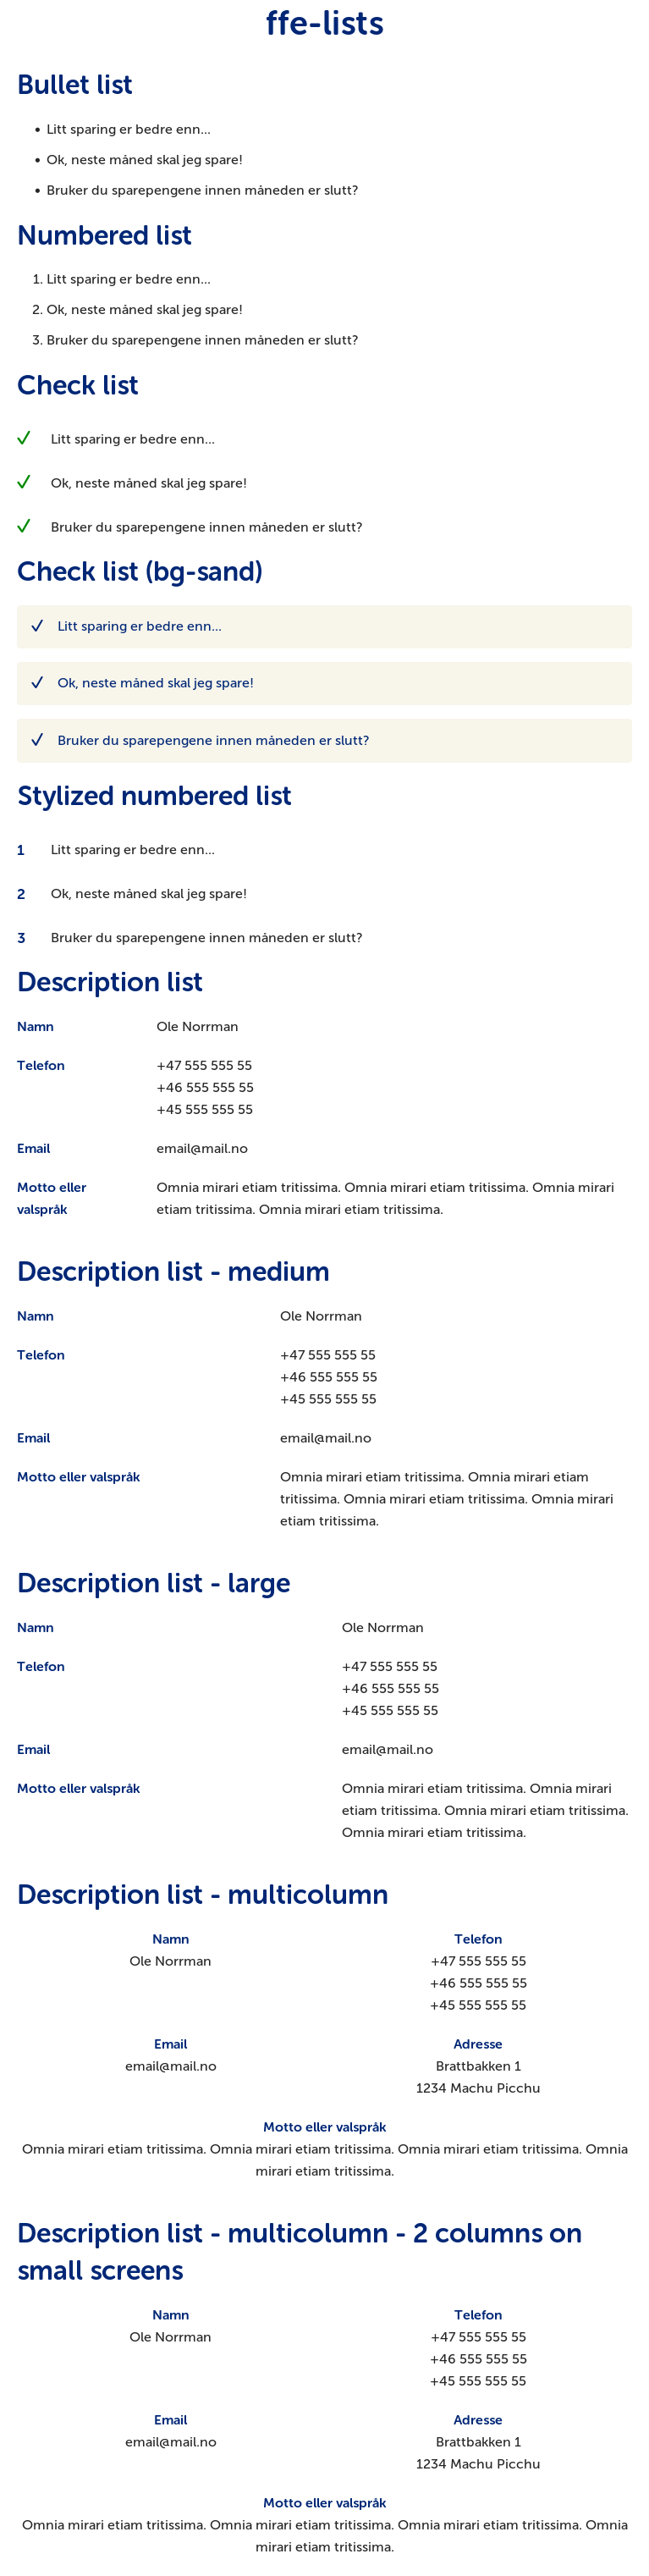 ffe-lists
Bullet list
• Litt sparing er bedre enn...
• Ok, neste måned skal jeg spare!
• Bruker du sparepengene innen måneden er slutt?
Numbered list
1. Litt sparing er bedre enn...
2. Ok, neste måned skal jeg spare!
3. Bruker du sparepengene innen måneden er slutt?
Check list
✓ Litt sparing er bedre enn...
✓ Ok, neste måned skal jeg spare!
✓ Bruker du sparepengene innen måneden er slutt?
Check list (bg-sand)
✓ Litt sparing er bedre enn...
✓ Ok, neste måned skal jeg spare!
✓ Bruker du sparepengene innen måneden er slutt?
Stylized numbered list
1 Litt sparing er bedre enn...
2 Ok, neste måned skal jeg spare!
3 Bruker du sparepengene innen måneden er slutt?
Description list
Namn Ole Norrman
Telefon +47 555 555 55
+46 555 555 55
+45 555 555 55
Email email@mail.no
Motto eller Omnia mirari etiam tritissima. Omnia mirari etiam tritissima. Omnia mirari
valspråk etiam tritissima. Omnia mirari etiam tritissima.
Description list - medium
Namn Ole Norrman
Telefon +47 555 555 55
+46 555 555 55
+45 555 555 55
Email email@mail.no
Motto eller valspråk Omnia mirari etiam tritissima. Omnia mirari etiam
tritissima. Omnia mirari etiam tritissima. Omnia mirari
etiam tritissima.
Description list - large
Namn Ole Norrman
Telefon +47 555 555 55
+46 555 555 55
+45 555 555 55
Email email@mail.no
Motto eller valspråk Omnia mirari etiam tritissima. Omnia mirari
etiam tritissima. Omnia mirari etiam tritissima.
Omnia mirari etiam tritissima.
Description list - multicolumn
Namn
Ole Norrman
Telefon
+47 555 555 55
+46 555 555 55
+45 555 555 55
Email
email@mail.no
Adresse
Brattbakken 1
1234 Machu Picchu
Motto eller valspråk
Omnia mirari etiam tritissima. Omnia mirari etiam tritissima. Omnia mirari etiam tritissima. Omnia
mirari etiam tritissima.
Description list - multicolumn - 2 columns on
small screens
Namn
Ole Norrman
Telefon
+47 555 555 55
+46 555 555 55
+45 555 555 55
Email
email@mail.no
Adresse
Brattbakken 1
1234 Machu Picchu
Motto eller valspråk
Omnia mirari etiam tritissima. Omnia mirari etiam tritissima. Omnia mirari etiam tritissima. Omnia
mirari etiam tritissima.